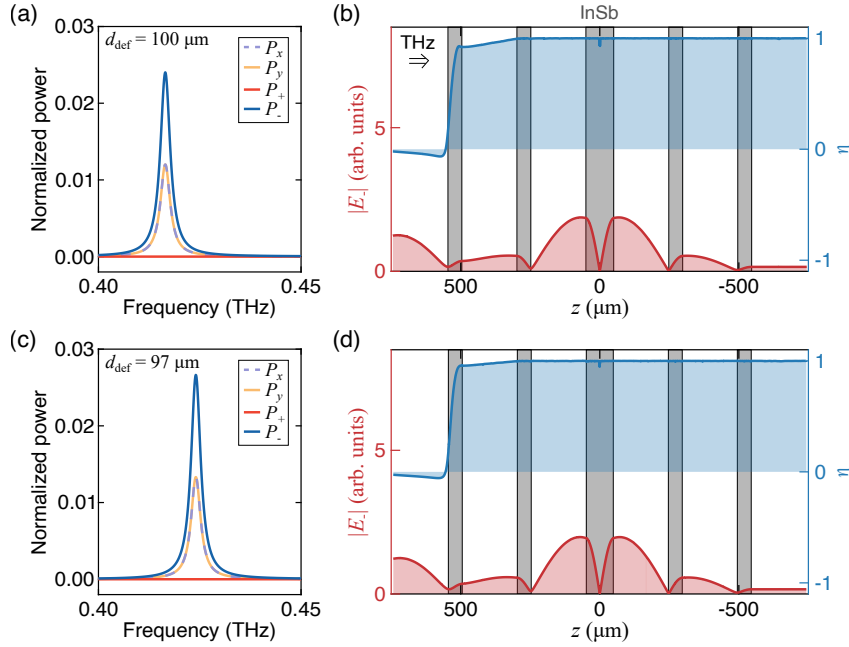 (a)
0.03
0.02
0.01
0.00
Normalized power
d_def = 100 μm
P_x
P_y
P_+
P_-
0.40
0.45
Frequency (THz)
(b)
InSb
THz
⇒
5
0
|E_-| (arb. units)
1
0
-1
η
500
0
-500
z (μm)
(c)
0.03
0.02
0.01
0.00
Normalized power
d_def = 97 μm
P_x
P_y
P_+
P_-
0.40
0.45
Frequency (THz)
(d)
5
0
|E_-| (arb. units)
1
0
-1
η
500
0
-500
z (μm)